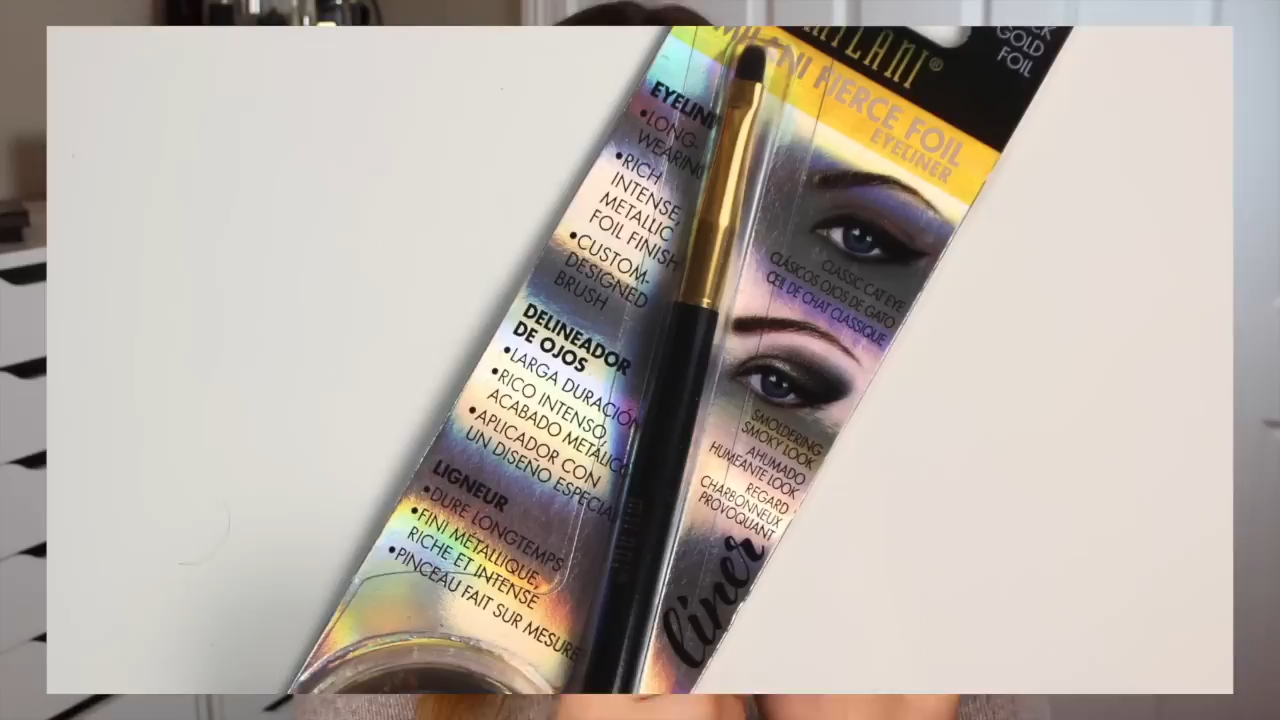 MILANI®
GOLD
FOIL
MILANI FIERCE FOIL
EYELINER
LONG-
WEARING
•RICH
INTENSE,
METALLIC
FOIL FINISH
•CUSTOM-
DESIGNED
BRUSH
DELINEADOR
DE OJOS
•LARGA DURACIÓN
•RICO INTENSO,
ACABADO METÁLICO
•APLICADOR CON
UN DISEÑO ESPECIAL
LIGNEUR
•DURE LONGTEMPS
•FINI MÉTALLIQUE,
RICHE ET INTENSE
•PINCEAU FAIT SUR MESURE
CLASSIC CAT EYE
CLÁSICOS OJOS DE GATO
ŒIL DE CHAT CLASSIQUE
SMOLDERING
SMOKY LOOK
AHUMADO
HUMEANTE LOOK
REGARD
CHARBONNEUX
PROVOQUANT
liner